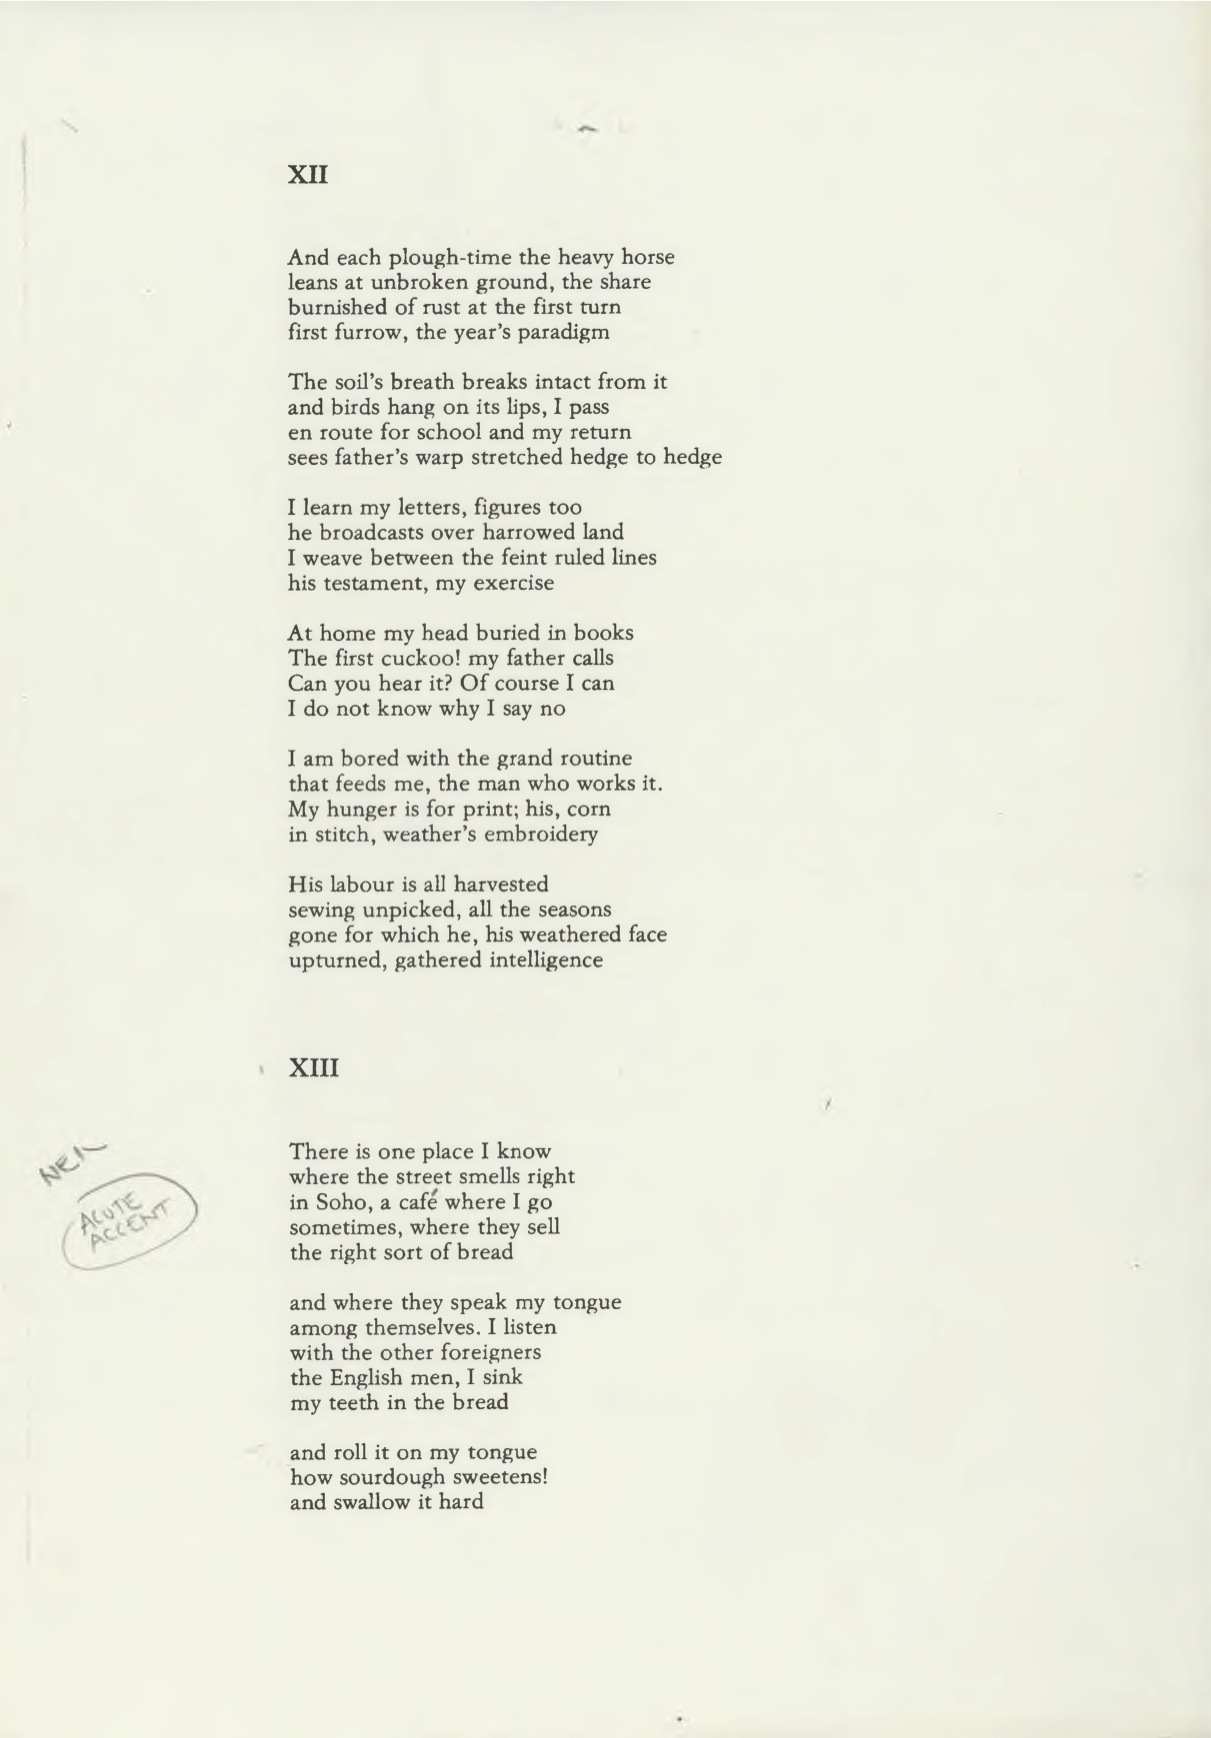 XII
And each plough-time the heavy horse
leans at unbroken ground, the share
burnished of rust at the first turn
first furrow, the year's paradigm
The soil's breath breaks intact from it
and birds hang on its lips, I pass
en route for school and my return
sees father's warp stretched hedge to hedge
I learn my letters, figures too
he broadcasts over harrowed land
I weave between the feint ruled lines
his testament, my exercise
At home my head buried in books
The first cuckoo! my father calls
Can you hear it? Of course I can
I do not know why I say no
I am bored with the grand routine
that feeds me, the man who works it.
My hunger is for print; his, corn
in stitch, weather's embroidery
His labour is all harvested
sewing unpicked, all the seasons
gone for which he, his weathered face
upturned, gathered intelligence
XIII
There is one place I know
where the street smells right
in Soho, a café where I go
sometimes, where they sell
the right sort of bread
and where they speak my tongue
among themselves. I listen
with the other foreigners
the English men, I sink
my teeth in the bread
and roll it on my tongue
how sourdough sweetens!
and swallow it hard
ACUTE
ACCENT